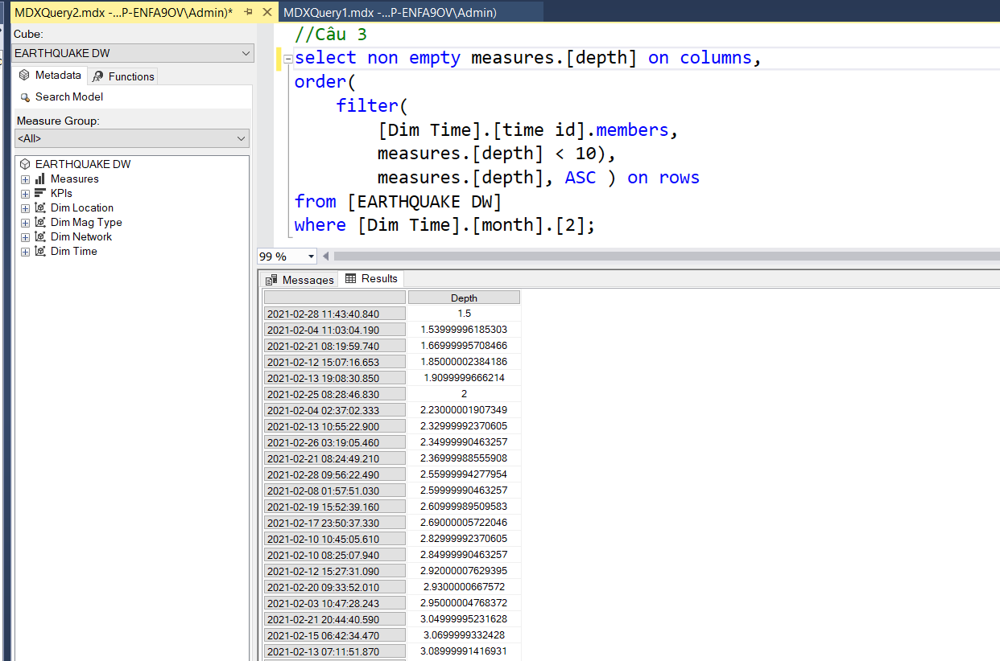 MDXQuery2.mdx -...P-ENFA9OV\Admin)*
MDXQuery1.mdx -...P-ENFA9OV\Admin)
Cube:
EARTHQUAKE DW
Metadata
Functions
Search Model
Measure Group:
<All>
EARTHQUAKE DW
Measures
KPIs
Dim Location
Dim Mag Type
Dim Network
Dim Time
//Câu 3
select non empty measures.[depth] on columns,
order(
filter(
[Dim Time].[time id].members,
measures.[depth] < 10),
measures.[depth], ASC ) on rows
from [EARTHQUAKE DW]
where [Dim Time].[month].[2];
99 %
Messages
Results
Depth
2021-02-28 11:43:40.840 1.5
2021-02-04 11:03:04.190 1.53999996185303
2021-02-21 08:19:59.740 1.66999995708466
2021-02-12 15:07:16.653 1.85000002384186
2021-02-13 19:08:30.850 1.9099999666214
2021-02-25 08:28:46.830 2
2021-02-04 02:37:02.333 2.23000001907349
2021-02-13 10:55:22.900 2.32999992370605
2021-02-26 03:19:05.460 2.34999990463257
2021-02-21 08:24:49.210 2.36999988555908
2021-02-28 09:56:22.490 2.55999994277954
2021-02-08 01:57:51.030 2.59999990463257
2021-02-19 15:52:39.160 2.60999989509583
2021-02-17 23:50:37.330 2.69000005722046
2021-02-10 10:45:05.610 2.82999992370605
2021-02-10 08:25:07.940 2.84999990463257
2021-02-12 15:27:31.090 2.92000007629395
2021-02-20 09:33:52.010 2.9300000667572
2021-02-03 10:47:28.243 2.95000004768372
2021-02-21 20:44:40.590 3.04999995231628
2021-02-15 06:42:34.470 3.0699999332428
2021-02-13 07:11:51.870 3.08999991416931